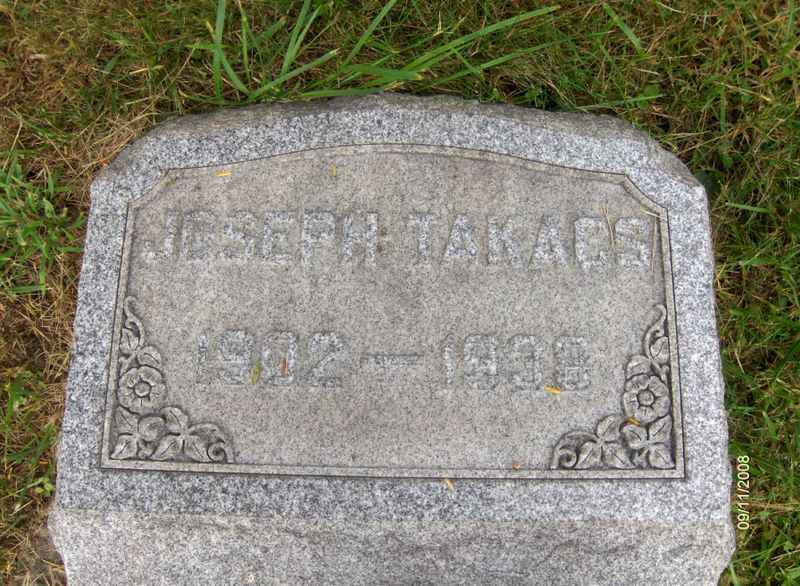 JOSEPH TAKACS
1902 — 1938
09/11/2008